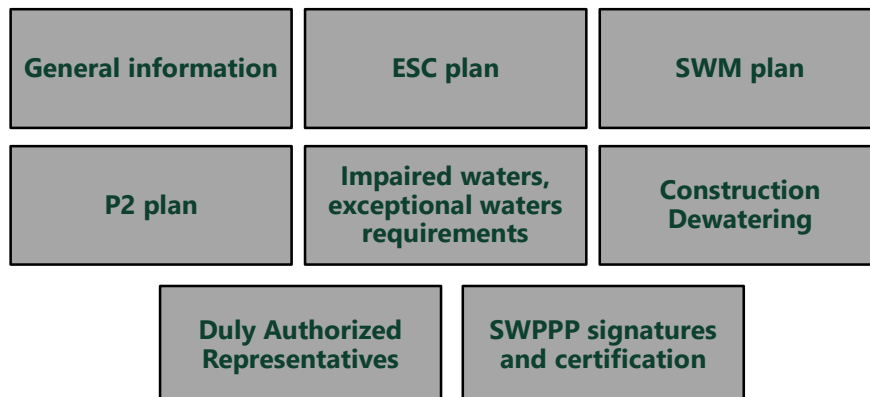 General information
ESC plan
SWM plan
P2 plan
Impaired waters,
exceptional waters
requirements
Construction
Dewatering
Duly Authorized
Representatives
SWPPP signatures
and certification